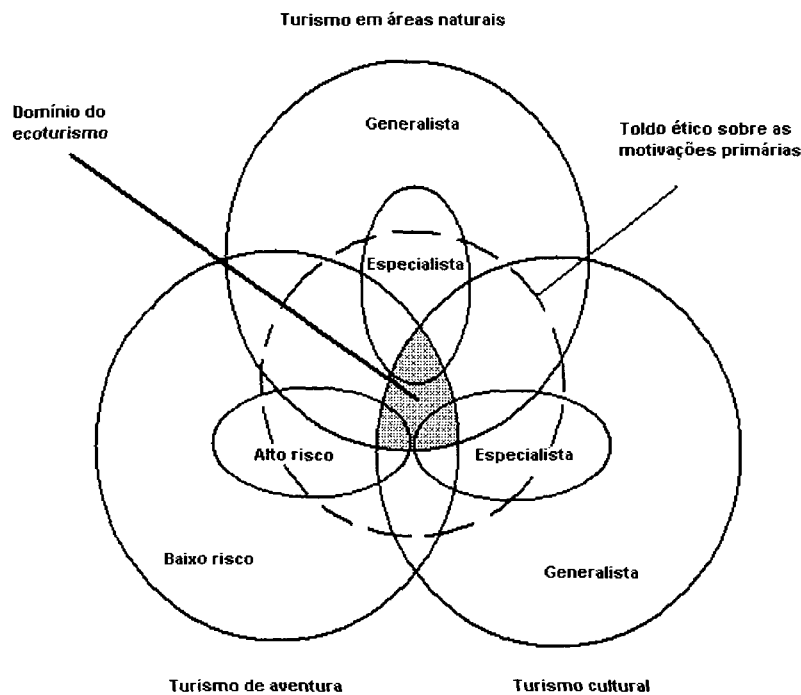 Turismo em áreas naturais
Domínio do
ecoturismo
Generalista
Toldo ético sobre as
motivações primárias
Especialista
Alto risco
Especialista
Baixo risco
Generalista
Turismo de aventura
Turismo cultural